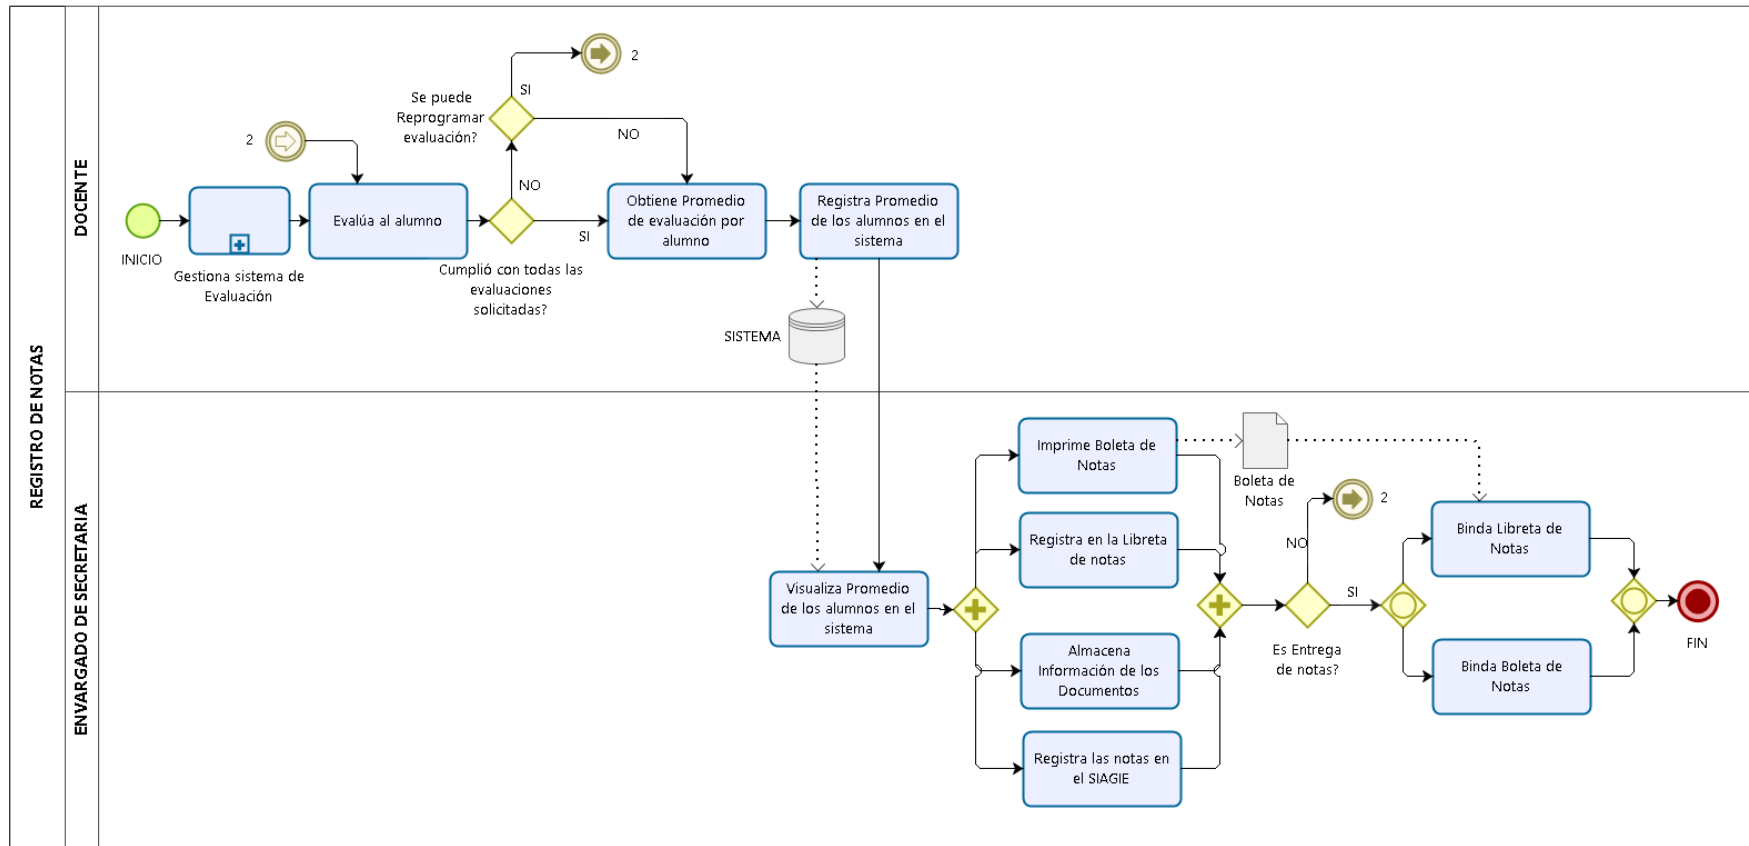 REGISTRO DE NOTAS
DOCENTE
2
SI
Se puede
Reprogramar
evaluación?
NO
2
NO
INICIO
Gestiona sistema de
Evaluación
Evalúa al alumno
SI
Cumplió con todas las
evaluaciones
solicitadas?
Obtiene Promedio
de evaluación por
alumno
Registra Promedio
de los alumnos en el
sistema
SISTEMA
ENVARGADO DE SECRETARIA
Visualiza Promedio
de los alumnos en el
sistema
Imprime Boleta de
Notas
Registra en la Libreta
de notas
Almacena
Información de los
Documentos
Registra las notas en
el SIAGIE
Boleta de
Notas
2
NO
SI
Es Entrega
de notas?
Binda Libreta de
Notas
Binda Boleta de
Notas
FIN